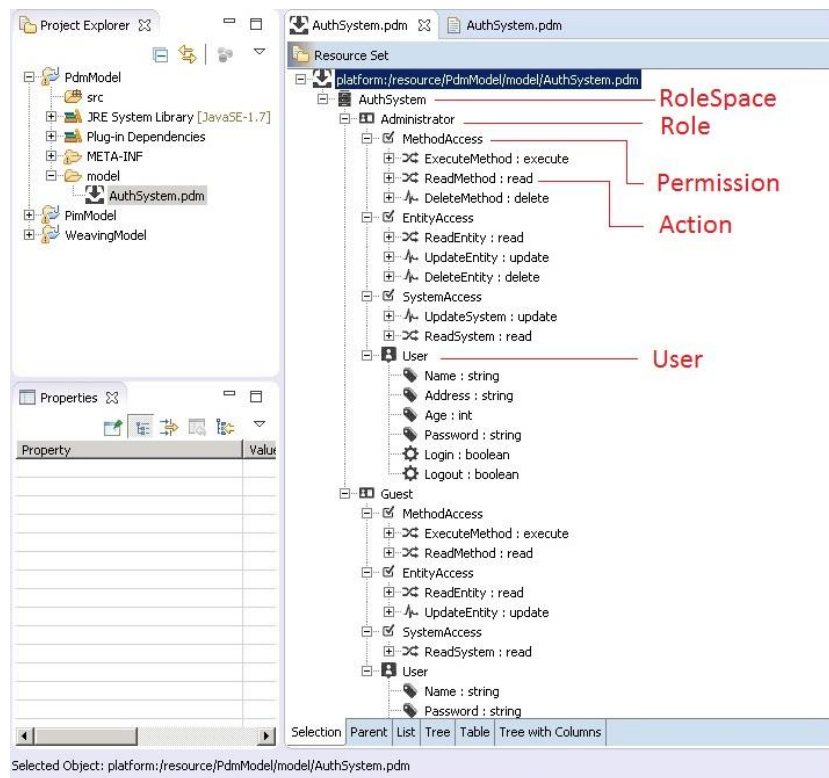 Project Explorer
PdmModel
src
JRE System Library [JavaSE-1.7]
Plug-in Dependencies
META-INF
model
AuthSystem.pdm
PimModel
WeavingModel
Properties
Property Value
AuthSystem.pdm AuthSystem.pdm
Resource Set
platform:/resource/PdmModel/model/AuthSystem.pdm
AuthSystem RoleSpace
Administrator Role
MethodAccess
ExecuteMethod : execute
ReadMethod : read Permission
DeleteMethod : delete
EntityAccess Action
ReadEntity : read
UpdateEntity : update
DeleteEntity : delete
SystemAccess
UpdateSystem : update
ReadSystem : read
User User
Name : string
Address : string
Age : int
Password : string
Login : boolean
Logout : boolean
Guest
MethodAccess
ExecuteMethod : execute
ReadMethod : read
EntityAccess
ReadEntity : read
UpdateEntity : update
SystemAccess
ReadSystem : read
User
Name : string
Password : string
Selection Parent List Tree Table Tree with Columns
Selected Object: platform:/resource/PdmModel/model/AuthSystem.pdm